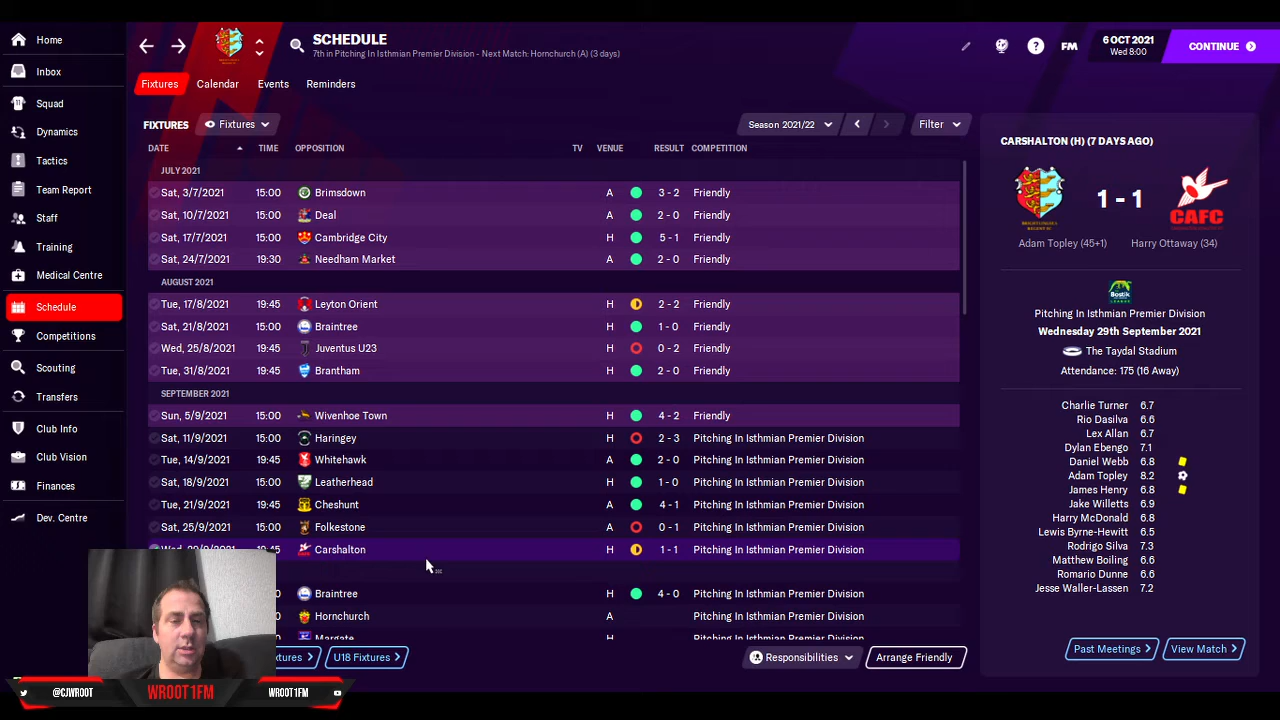 Home
Inbox
Squad
Dynamics
Tactics
Team Report
Staff
Training
Medical Centre
Schedule
Competitions
Scouting
Transfers
Club Info
Club Vision
Finances
Dev. Centre
SCHEDULE
7th in Pitching In Isthmian Premier Division - Next Match: Hornchurch (A) (3 days)
FM
6 OCT 2021
Wed 8:00
CONTINUE
Fixtures Calendar Events Reminders
FIXTURES Fixtures Season 2021/22 Filter
DATE TIME OPPOSITION TV VENUE RESULT COMPETITION
JULY 2021
Sat, 3/7/2021 15:00 Brimsdown A 3 - 2 Friendly
Sat, 10/7/2021 15:00 Deal A 2 - 0 Friendly
Sat, 17/7/2021 15:00 Cambridge City H 5 - 1 Friendly
Sat, 24/7/2021 19:30 Needham Market A 2 - 0 Friendly
AUGUST 2021
Tue, 17/8/2021 19:45 Leyton Orient H 2 - 2 Friendly
Sat, 21/8/2021 15:00 Braintree H 1 - 0 Friendly
Wed, 25/8/2021 19:45 Juventus U23 H 0 - 2 Friendly
Tue, 31/8/2021 19:45 Brantham H 2 - 0 Friendly
SEPTEMBER 2021
Sun, 5/9/2021 15:00 Wivenhoe Town H 4 - 2 Friendly
Sat, 11/9/2021 15:00 Haringey H 2 - 3 Pitching In Isthmian Premier Division
Tue, 14/9/2021 19:45 Whitehawk A 2 - 0 Pitching In Isthmian Premier Division
Sat, 18/9/2021 15:00 Leatherhead H 1 - 0 Pitching In Isthmian Premier Division
Tue, 21/9/2021 19:45 Cheshunt A 4 - 1 Pitching In Isthmian Premier Division
Sat, 25/9/2021 15:00 Folkestone A 0 - 1 Pitching In Isthmian Premier Division
Carshalton H 1 - 1 Pitching In Isthmian Premier Division
Braintree H 4 - 0 Pitching In Isthmian Premier Division
Hornchurch A Pitching In Isthmian Premier Division
Margate H Pitching In Isthmian Premier Division
U18 Fixtures Responsibilities Arrange Friendly
CARSHALTON (H) (7 DAYS AGO)
1 - 1
CAFC
Adam Topley (45+1) Harry Ottaway (34)
Bostik
Pitching In Isthmian Premier Division
Wednesday 29th September 2021
The Taydal Stadium
Attendance: 175 (16 Away)
Charlie Turner 6.7
Rio Dasilva 6.6
Lex Allan 6.7
Dylan Ebengo 7.1
Daniel Webb 6.8
Adam Topley 8.2
James Henry 6.8
Jake Willetts 6.9
Harry McDonald 6.8
Lewis Byrne-Hewitt 6.5
Rodrigo Silva 7.3
Matthew Boiling 6.6
Romario Dunne 6.6
Jesse Waller-Lassen 7.2
Past Meetings View Match
@CJWROOT WROOT1FM WROOT1FM